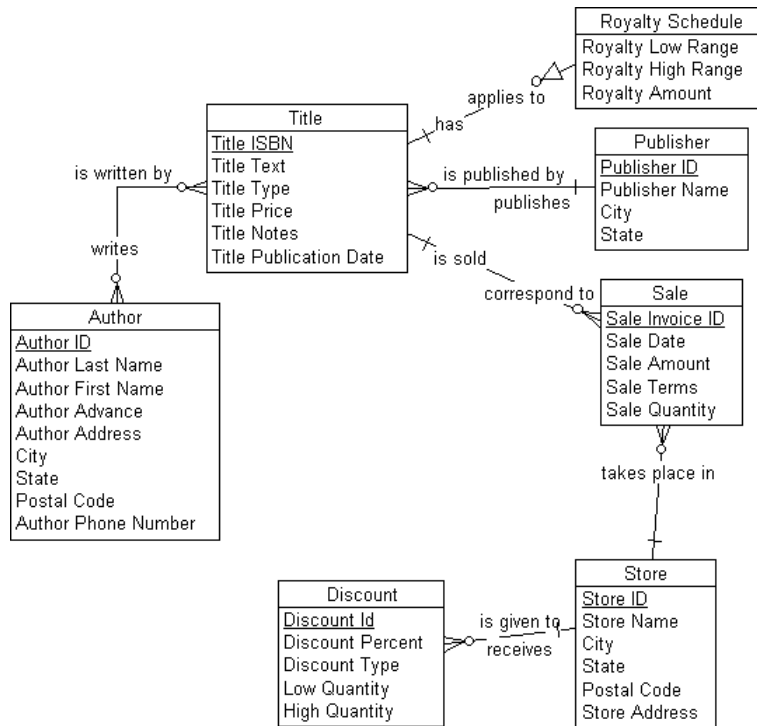 Royalty Schedule
Royalty Low Range
Royalty High Range
Royalty Amount
applies to
has
Title
Title ISBN
Title Text
Title Type
Title Price
Title Notes
Title Publication Date
is written by
writes
is published by
publishes
Publisher
Publisher ID
Publisher Name
City
State
is sold
correspond to
Sale
Sale Invoice ID
Sale Date
Sale Amount
Sale Terms
Sale Quantity
Author
Author ID
Author Last Name
Author First Name
Author Advance
Author Address
City
State
Postal Code
Author Phone Number
takes place in
Store
Store ID
Store Name
City
State
Postal Code
Store Address
is given to
receives
Discount
Discount Id
Discount Percent
Discount Type
Low Quantity
High Quantity